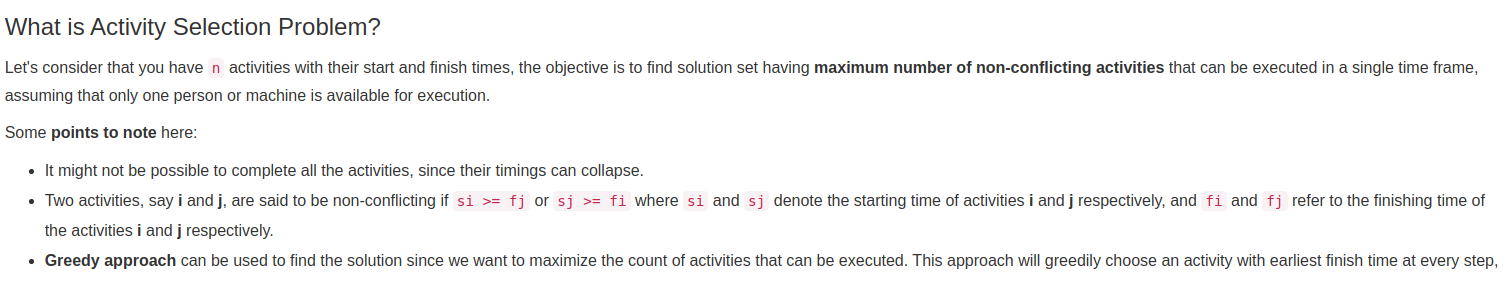 What is Activity Selection Problem?
Let's consider that you have n activities with their start and finish times, the objective is to find solution set having maximum number of non-conflicting activities that can be executed in a single time frame,
assuming that only one person or machine is available for execution.
Some points to note here:
• It might not be possible to complete all the activities, since their timings can collapse.
• Two activities, say i and j, are said to be non-conflicting if si >= fj or sj >= fi where si and sj denote the starting time of activities i and j respectively, and fi and fj refer to the finishing time of
the activities i and j respectively.
• Greedy approach can be used to find the solution since we want to maximize the count of activities that can be executed. This approach will greedily choose an activity with earliest finish time at every step,